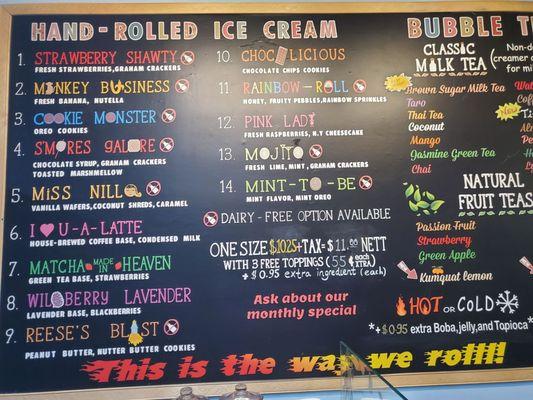 HAND-ROLLED ICE CREAM
1. STRAWBERRY SHAWTY
FRESH STRAWBERRIES, GRAHAM CRACKERS
2. MONKEY BUSINESS
FRESH BANANA, NUTELLA
3. COOKIE MONSTER
OREO COOKIES
4. SMORES GALORE
CHOCOLATE SYRUP, GRAHAM CRACKERS
TOASTED MARSHMELLOW
5. MISS NILLO
VANILLA WAFERS, COCONUT SHREDS, CARAMEL
6. I U-A-LATTE
HOUSE-BREWED COFFEE BASE, CONDENSED MILK
7. MATCHA MADE IN HEAVEN
GREEN TEA BASE, STRAWBERRIES
8. WILDBERRY LAVENDER
LAVENDER BASE, BLACKBERRIES
9. REESE'S BLAST
PEANUT BUTTER, NUTTER BUTTER COOKIES
10. CHOCOLICIOUS
CHOCOLATE CHIPS COOKIES
11. RAINBOW-ROLL
HONEY, FRUITY PEBBLES, RAINBOW SPRINKLES
12. PINK LADY
FRESH RASPBERRIES, N.Y CHEESECAKE
13. MOJITO
FRESH LIME, MINT, GRAHAM CRACKERS
14. MINT-TO-BE
MINT FLAVOR, MINT OREO
DAIRY-FREE OPTION AVAILABLE
ONE SIZE $10.25+TAX=$11.00 NETT
WITH 3 FREE TOPPINGS
+ $0.95 extra ingredient (each)
Ask about our
monthly special
This is the way we roll!
BUBBLE
CLASSIC
MILK TEA
Brown Sugar Milk Tea
Taro
Thai Tea
Coconut
Mango
Jasmine Green Tea
Chai
NATURAL
FRUIT TEAS
Passion Fruit
Strawberry
Green Apple
Kumquat lemon
HOT OR COLD
*+$0.95 extra Boba, jelly, and Tapioca*